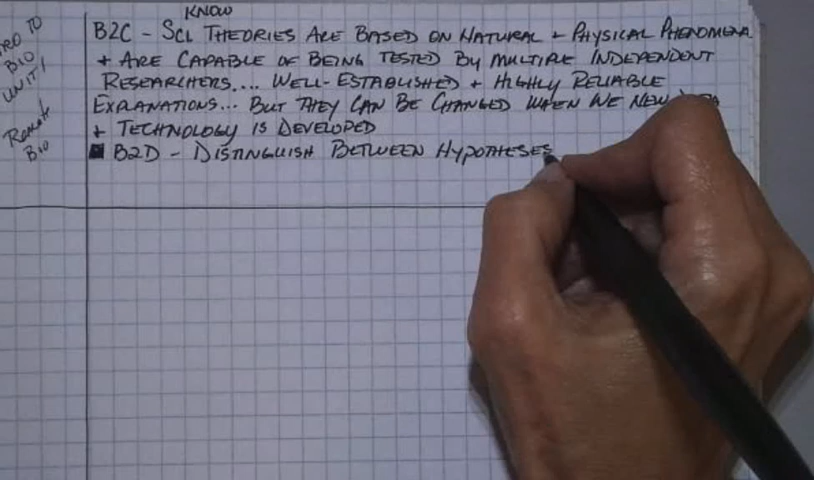 KNOW
B2C - SCI THEORIES ARE BASED ON NATURAL + PHYSICAL PHENOMENA
+ ARE CAPABLE OF BEING TESTED BY MULTIPLE INDEPENDENT
RESEARCHERS.... WELL-ESTABLISHED + HIGHLY RELIABLE
EXPLANATIONS... BUT THEY CAN BE CHANGED WHEN WE NEW
+ TECHNOLOGY IS DEVELOPED
B2D - DISTINGUISH BETWEEN HYPOTHESES
TO
BIO
UNIT!
BIO